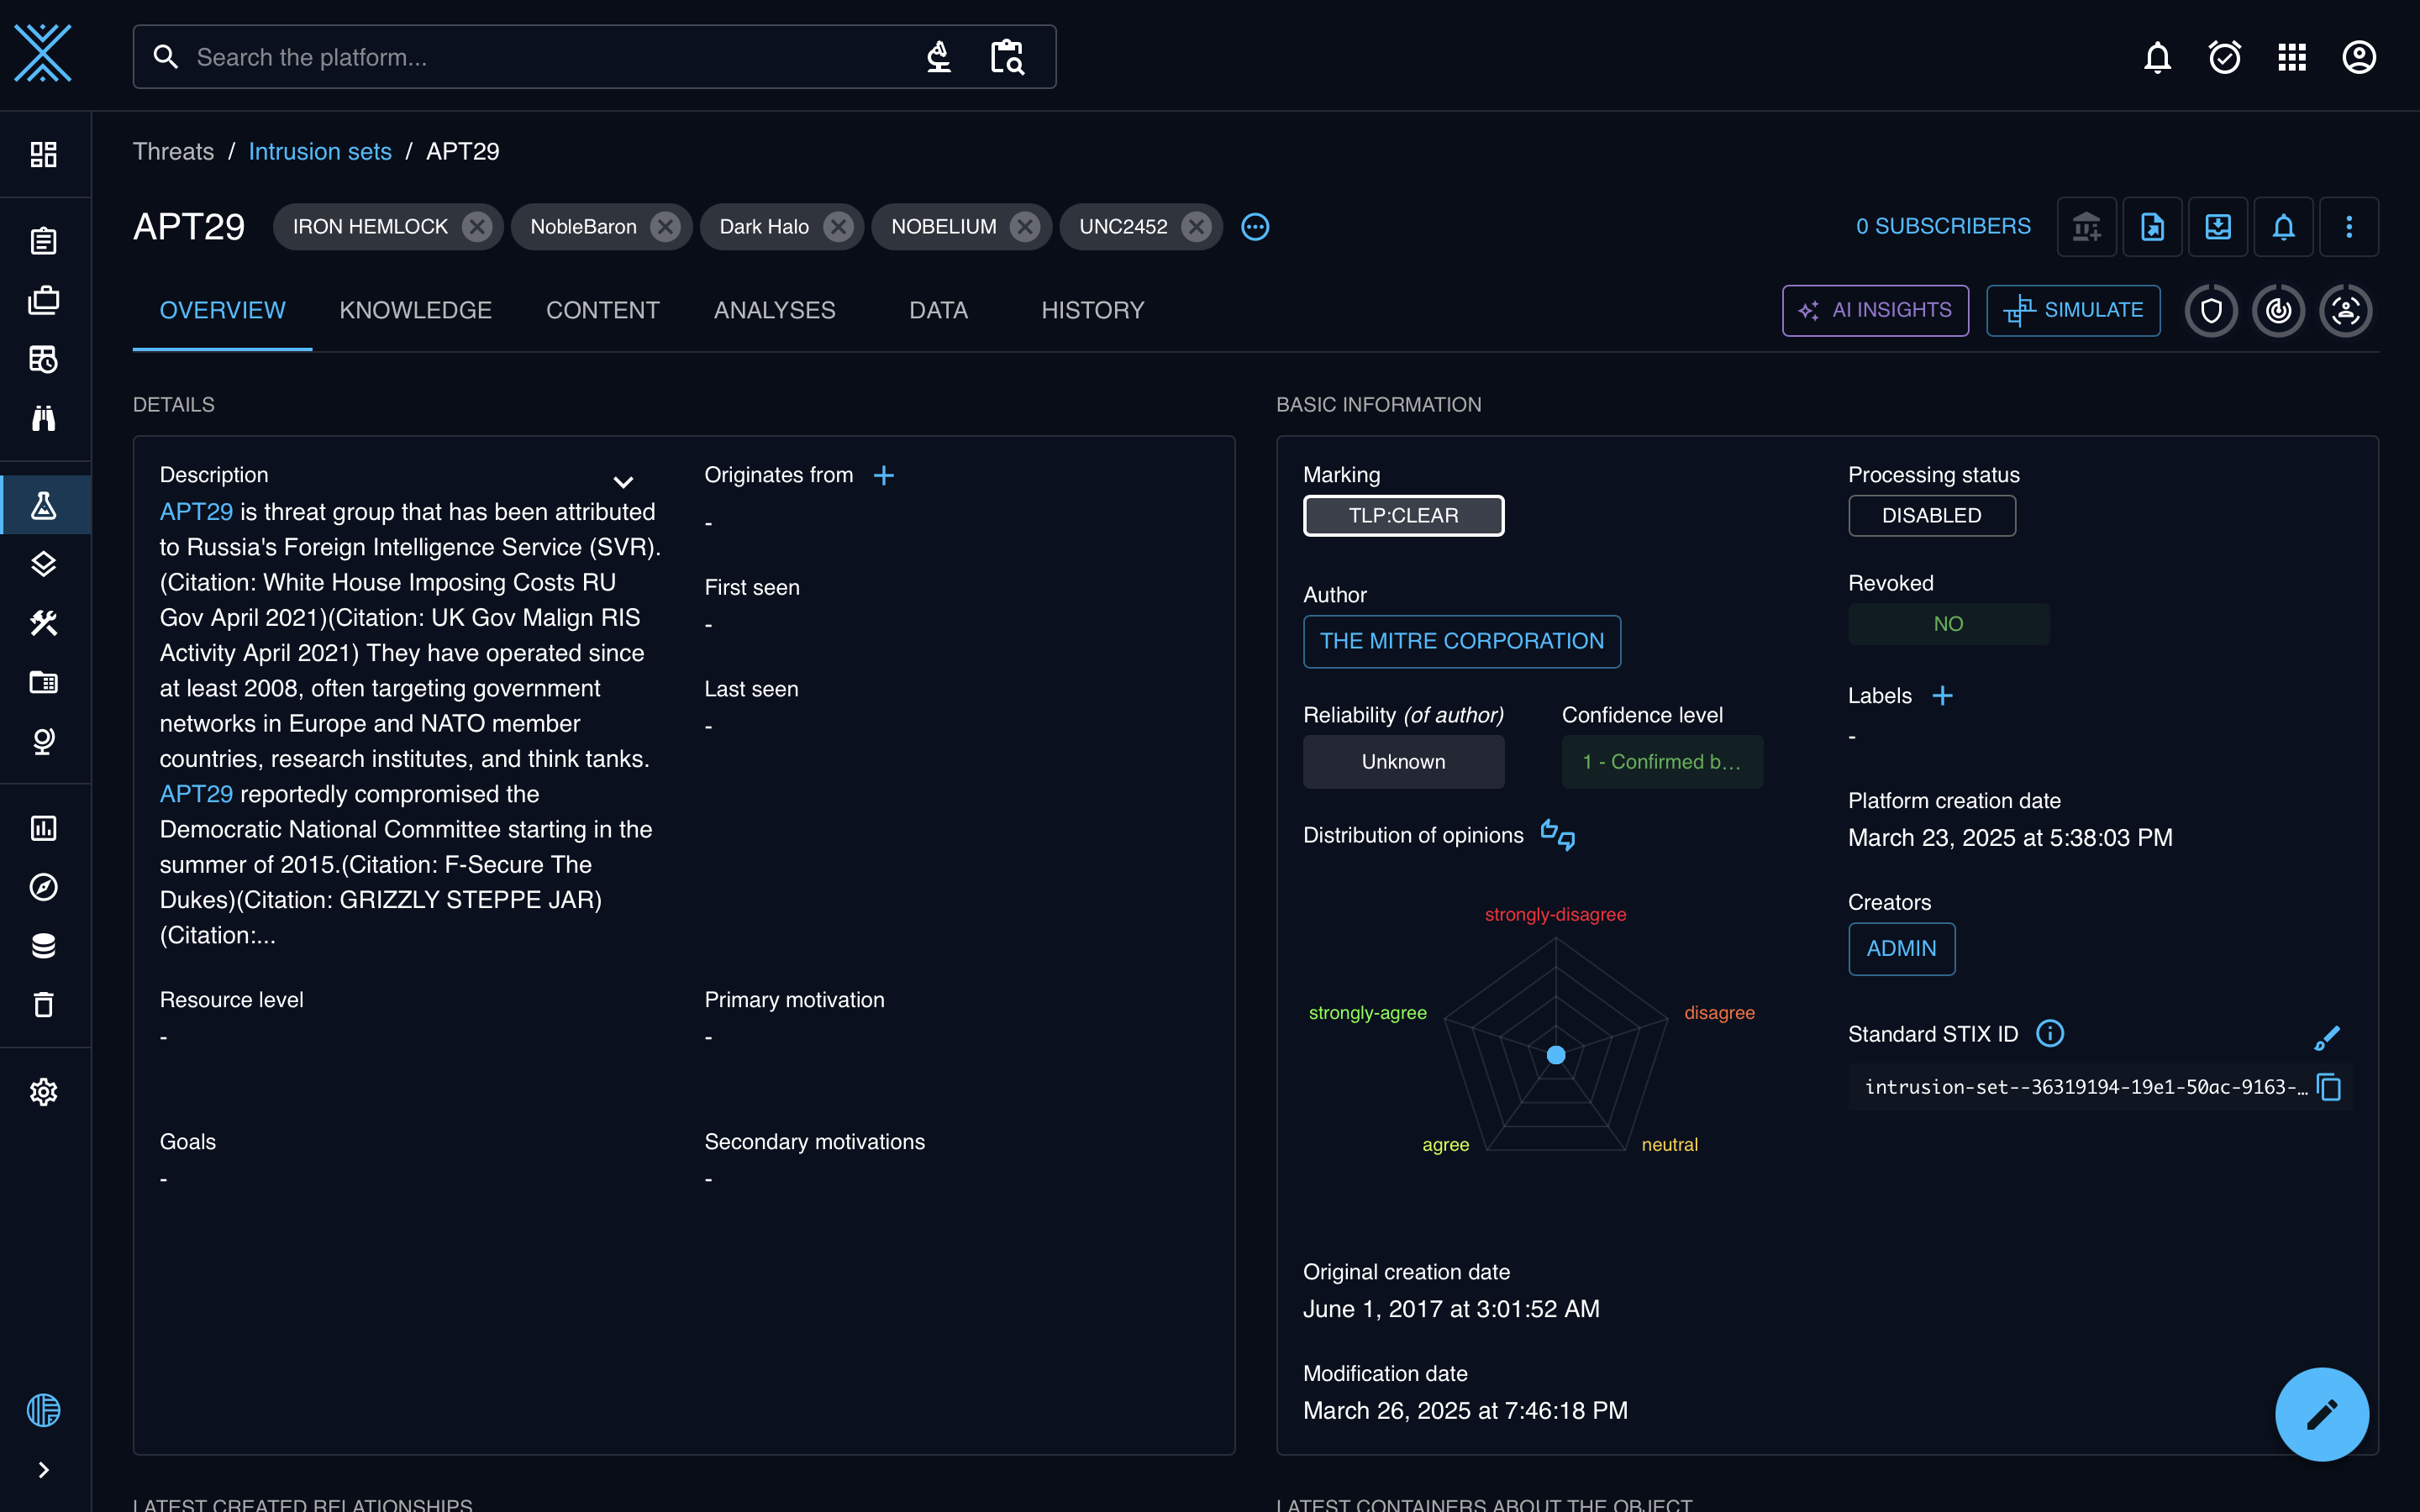 Search the platform...
Threats / Intrusion sets / APT29
APT29 IRON HEMLOCK NobleBaron Dark Halo NOBELIUM UNC2452
0 SUBSCRIBERS
OVERVIEW KNOWLEDGE CONTENT ANALYSES DATA HISTORY
AI INSIGHTS SIMULATE
DETAILS
Description
APT29 is threat group that has been attributed
to Russia's Foreign Intelligence Service (SVR).
(Citation: White House Imposing Costs RU
Gov April 2021)(Citation: UK Gov Malign RIS
Activity April 2021) They have operated since
at least 2008, often targeting government
networks in Europe and NATO member
countries, research institutes, and think tanks.
APT29 reportedly compromised the
Democratic National Committee starting in the
summer of 2015.(Citation: F-Secure The
Dukes)(Citation: GRIZZLY STEPPE JAR)
(Citation:...
Originates from
-
First seen
-
Last seen
-
Resource level
-
Primary motivation
-
Goals
-
Secondary motivations
-
BASIC INFORMATION
Marking
TLP:CLEAR
Author
THE MITRE CORPORATION
Reliability (of author)
Unknown
Confidence level
1 - Confirmed b...
Distribution of opinions
strongly-disagree
strongly-agree
disagree
agree
neutral
Original creation date
June 1, 2017 at 3:01:52 AM
Modification date
March 26, 2025 at 7:46:18 PM
Processing status
DISABLED
Revoked
NO
Labels
-
Platform creation date
March 23, 2025 at 5:38:03 PM
Creators
ADMIN
Standard STIX ID
intrusion-set--36319194-19e1-50ac-9163-...
LATEST CREATED RELATIONSHIPS
LATEST CONTAINERS ABOUT THE OBJECT